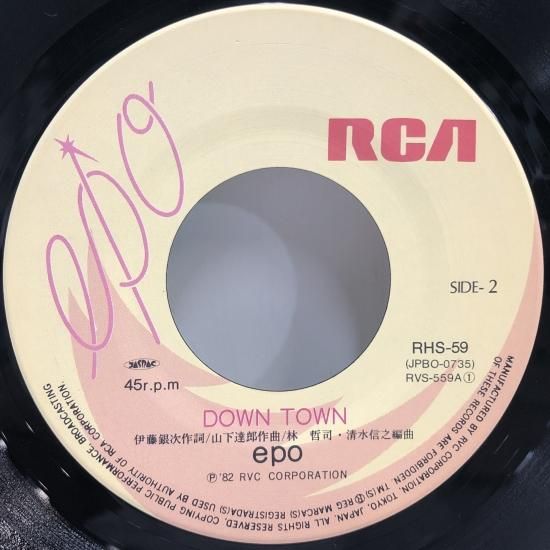 epo
RCA
SIDE-2
RHS-59
(JPBO-0735)
RVS-559A①
JASRAC
45r.p.m
DOWN TOWN
伊藤銀次作詞/山下達郎作曲/林 哲司・清水信之編曲
epo
Ⓟ'82 RVC CORPORATION
MANUFACTURED BY RVC CORPORATION, TOKYO, JAPAN. TM(S) ® REG MARCA(S) REGISTRADA(S) USED BY AUTHORITY OF RCA CORPORATION.
ALL RIGHTS RESERVED, COPYING PUBLIC PERFORMANCE, BROADCASTING OF THESE RECORDS ARE FORBIDDEN.